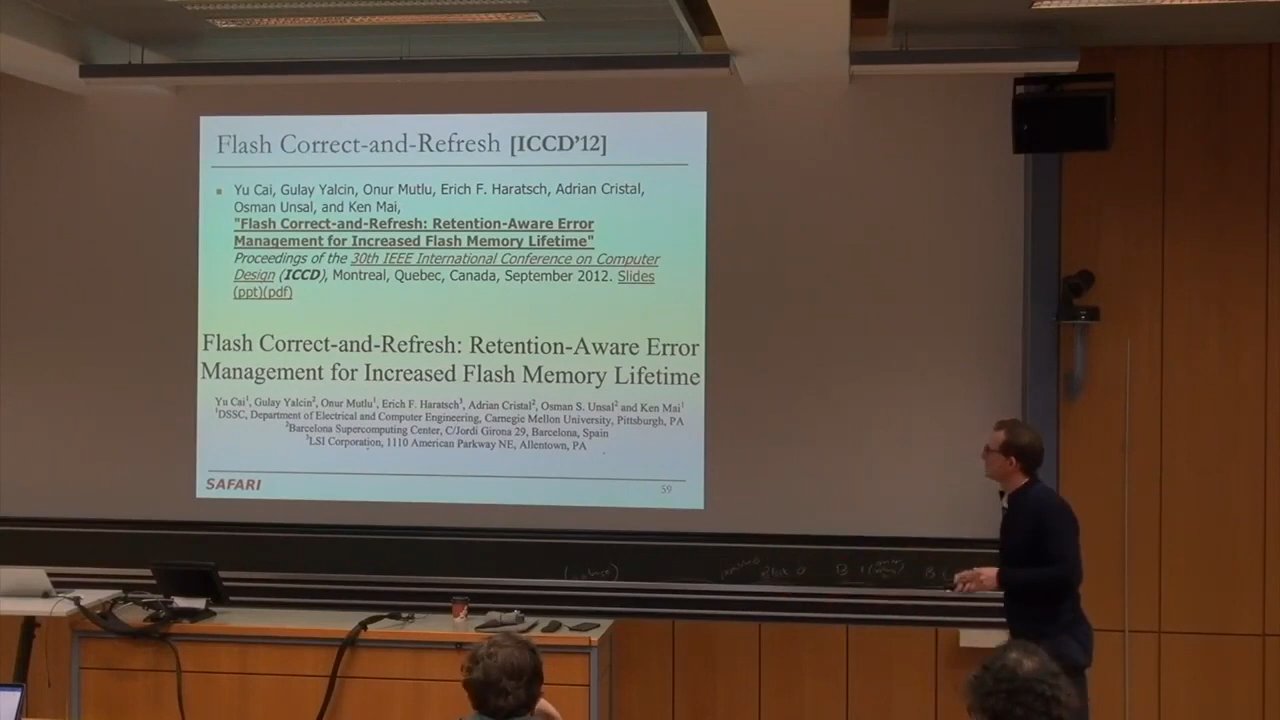 Flash Correct-and-Refresh [ICCD'12]
Yu Cai, Gulay Yalcin, Onur Mutlu, Erich F. Haratsch, Adrian Cristal,
Osman Unsal, and Ken Mai,
"Flash Correct-and-Refresh: Retention-Aware Error
Management for Increased Flash Memory Lifetime"
Proceedings of the 30th IEEE International Conference on Computer
Design (ICCD), Montreal, Quebec, Canada, September 2012. Slides
(ppt)(pdf)
Flash Correct-and-Refresh: Retention-Aware Error
Management for Increased Flash Memory Lifetime
Yu Cai¹, Gulay Yalcin², Onur Mutlu¹, Erich F. Haratsch³, Adrian Cristal², Osman S. Unsal² and Ken Mai¹
¹DSSC, Department of Electrical and Computer Engineering, Carnegie Mellon University, Pittsburgh, PA
²Barcelona Supercomputing Center, C/Jordi Girona 29, Barcelona, Spain
³LSI Corporation, 1110 American Parkway NE, Allentown, PA
SAFARI
59